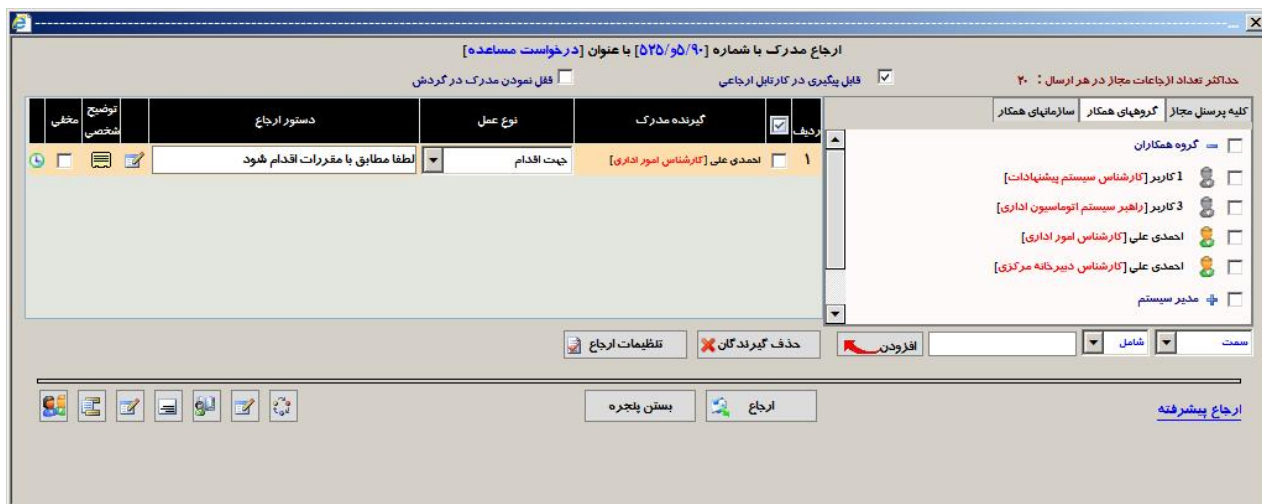 ارجاع مدرک با شماره [۵۲۵/و۵/۹۰] با عنوان [درخواست مساعده]
حداکثر تعداد ارجاعات مجاز در هر ارسال : ۲۰
قابل پیگیری در کارتابل ارجاعی
قفل نمودن مدرک در گردش
کلیه پرسنل مجاز گروههای همکار سازمانهای همکار
گروه همکاران
1 کاربر [کارشناس سیستم پیشنهادات]
3 کاربر [راهبر سیستم اتوماسیون اداری]
احمدی علی [کارشناس امور اداری]
احمدی علی [کارشناس دبیرخانه مرکزی]
مدیر سیستم
سمت شامل افزودن
ردیف گیرنده مدرک نوع عمل دستور ارجاع توضیح شخصی مخفی
۱ احمدی علی [کارشناس امور اداری] جهت اقدام لطفا مطابق با مقررات اقدام شود
حذف گیرندگان تنظیمات ارجاع
ارجاع پیشرفته
ارجاع بستن پنجره